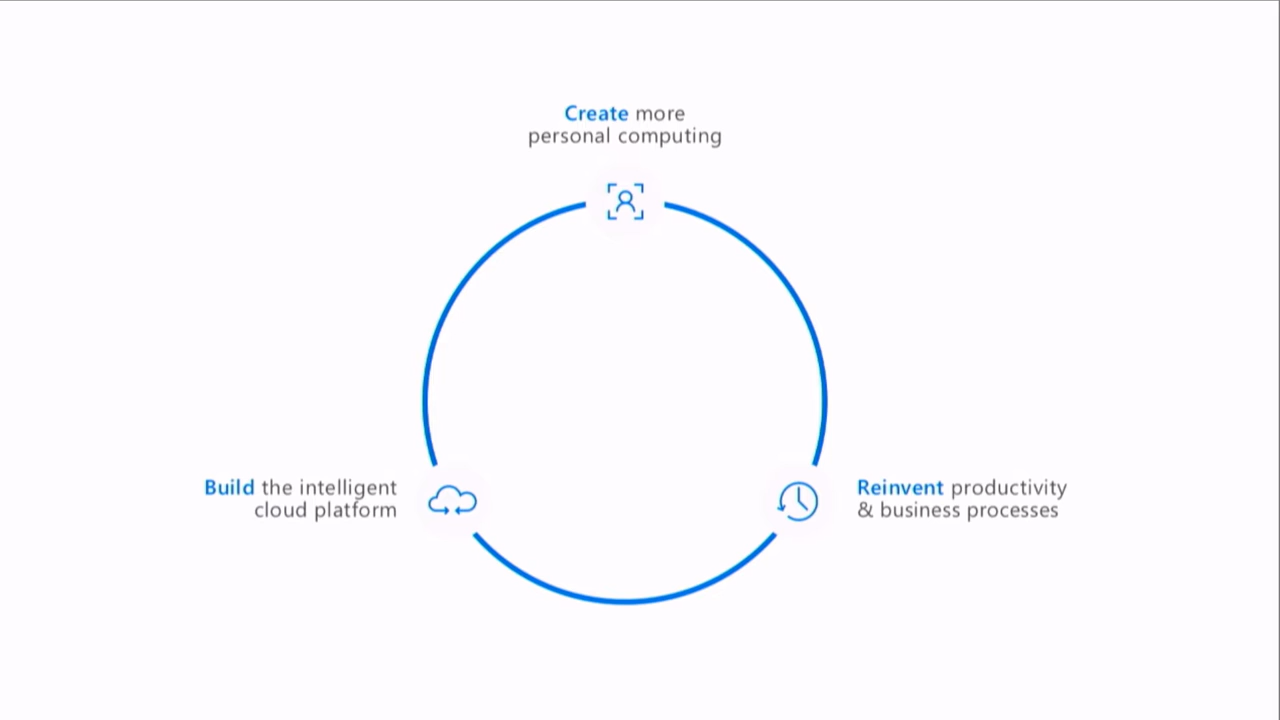 Create more
personal computing
Build the intelligent
cloud platform
Reinvent productivity
& business processes